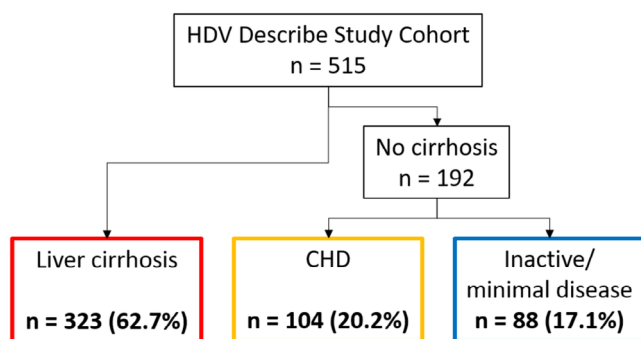 HDV Describe Study Cohort
n = 515
No cirrhosis
n = 192
Liver cirrhosis
n = 323 (62.7%)
CHD
n = 104 (20.2%)
Inactive/
minimal disease
n = 88 (17.1%)